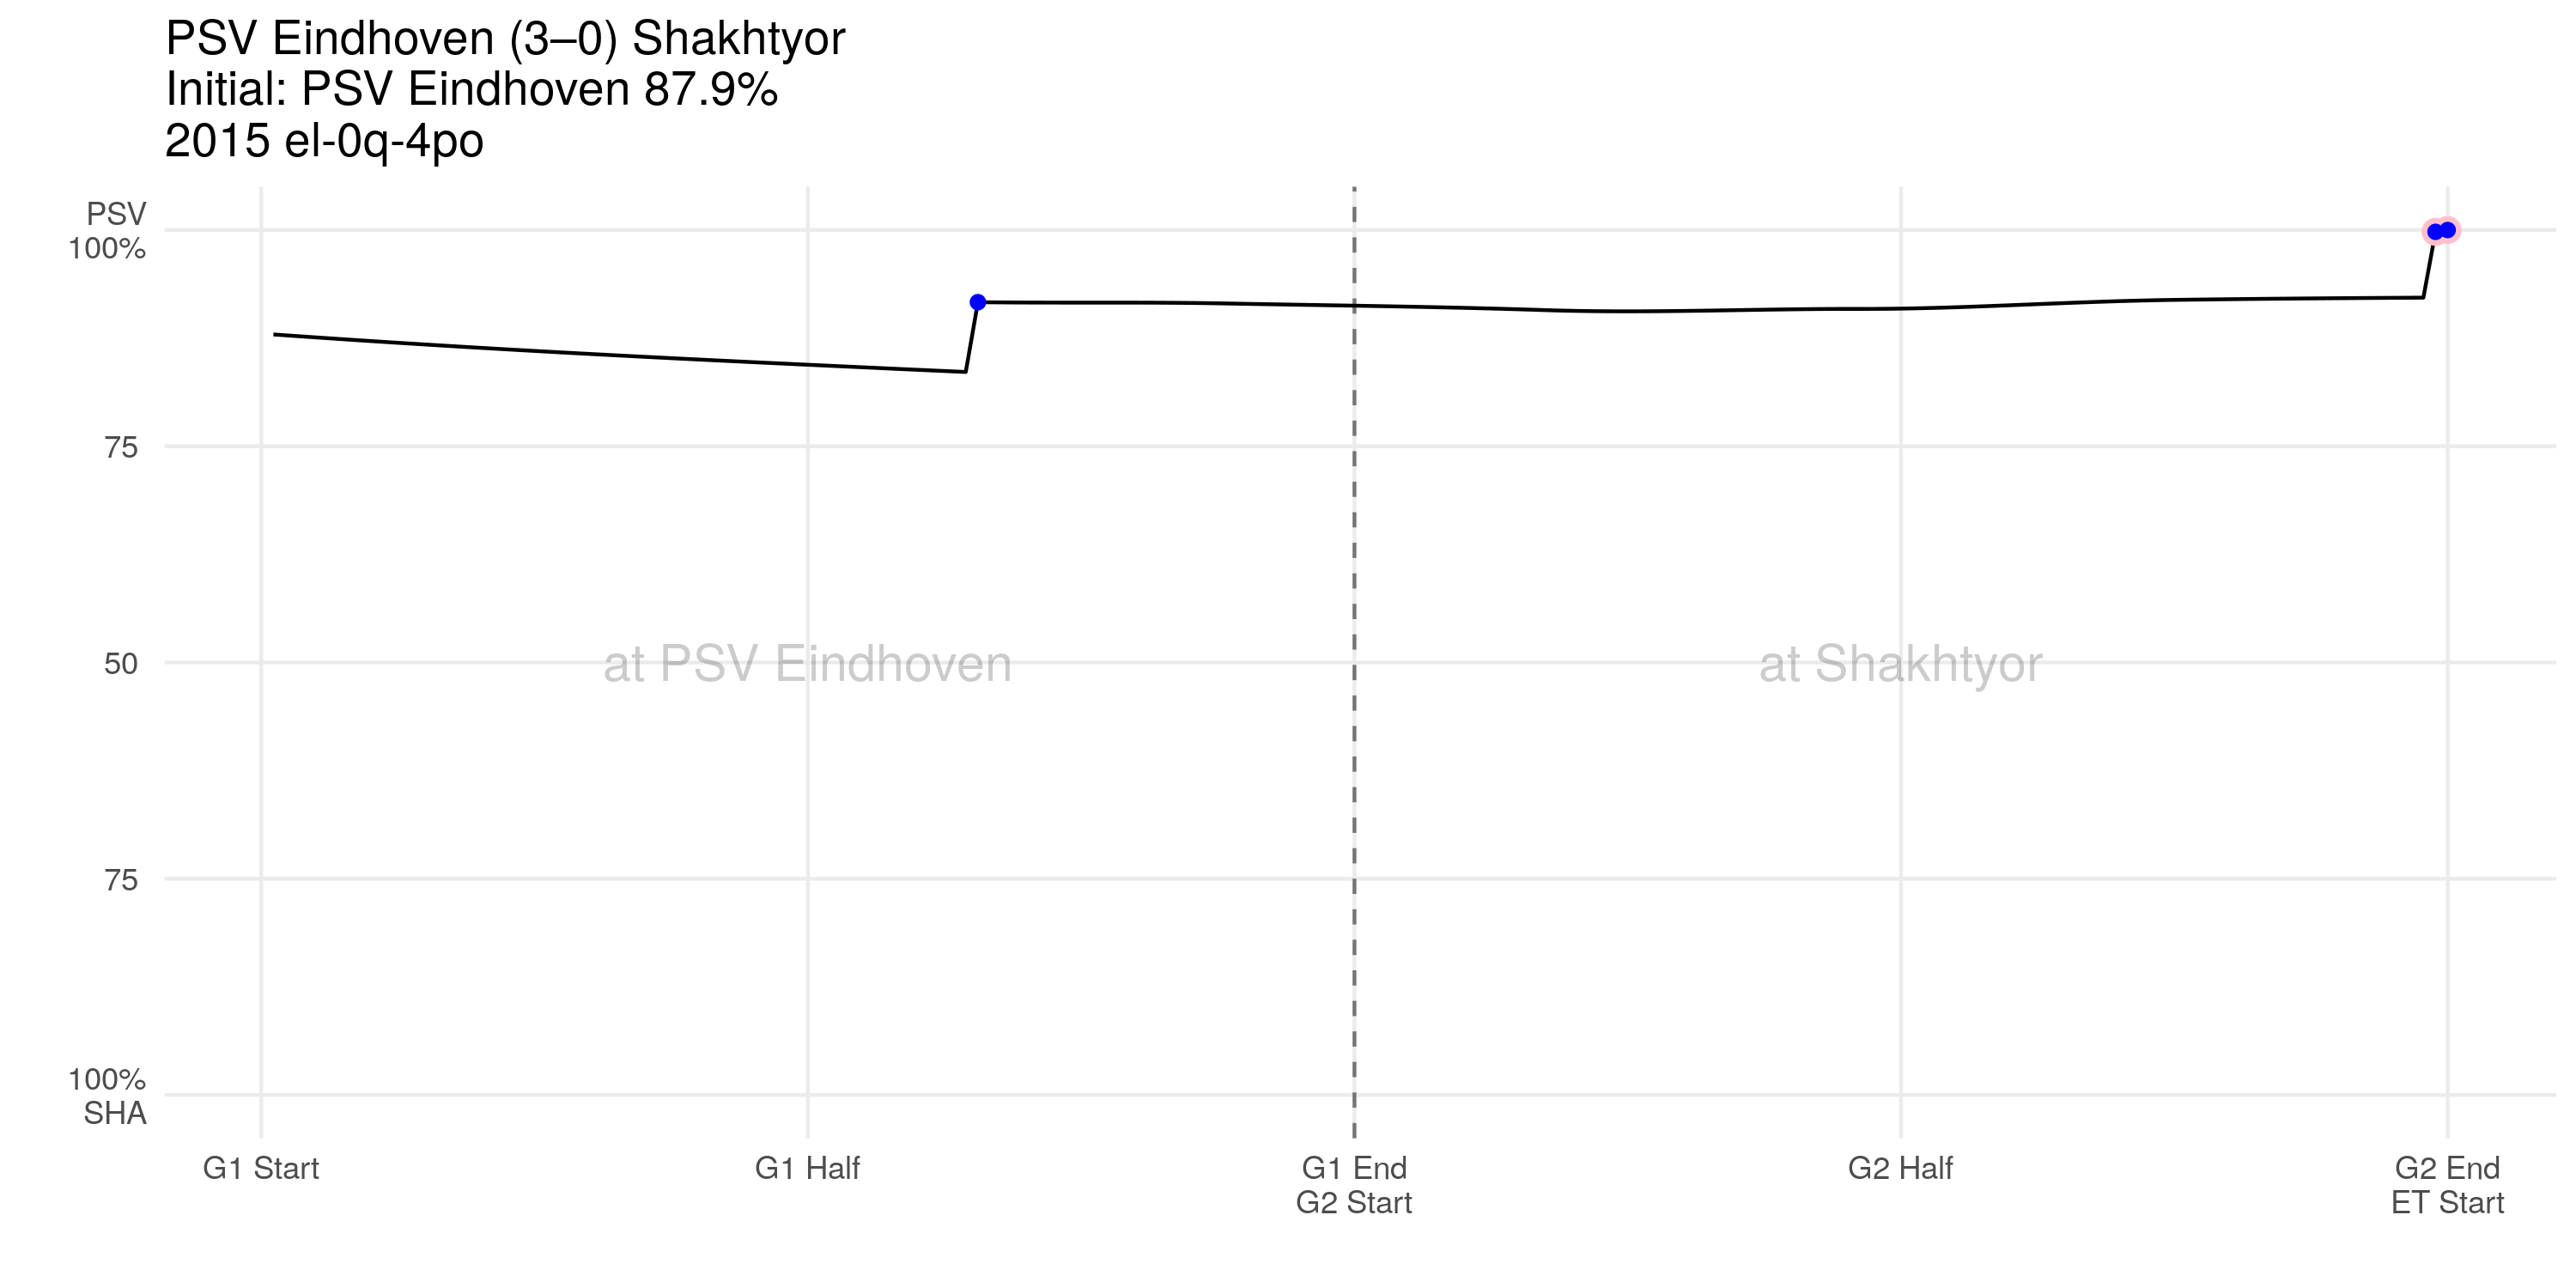 PSV Eindhoven (3–0) Shakhtyor
Initial: PSV Eindhoven 87.9%
2015 el-0q-4po
PSV
100%
75
50
75
100%
SHA
at PSV Eindhoven
at Shakhtyor
G1 Start
G1 Half
G1 End
G2 Start
G2 Half
G2 End
ET Start